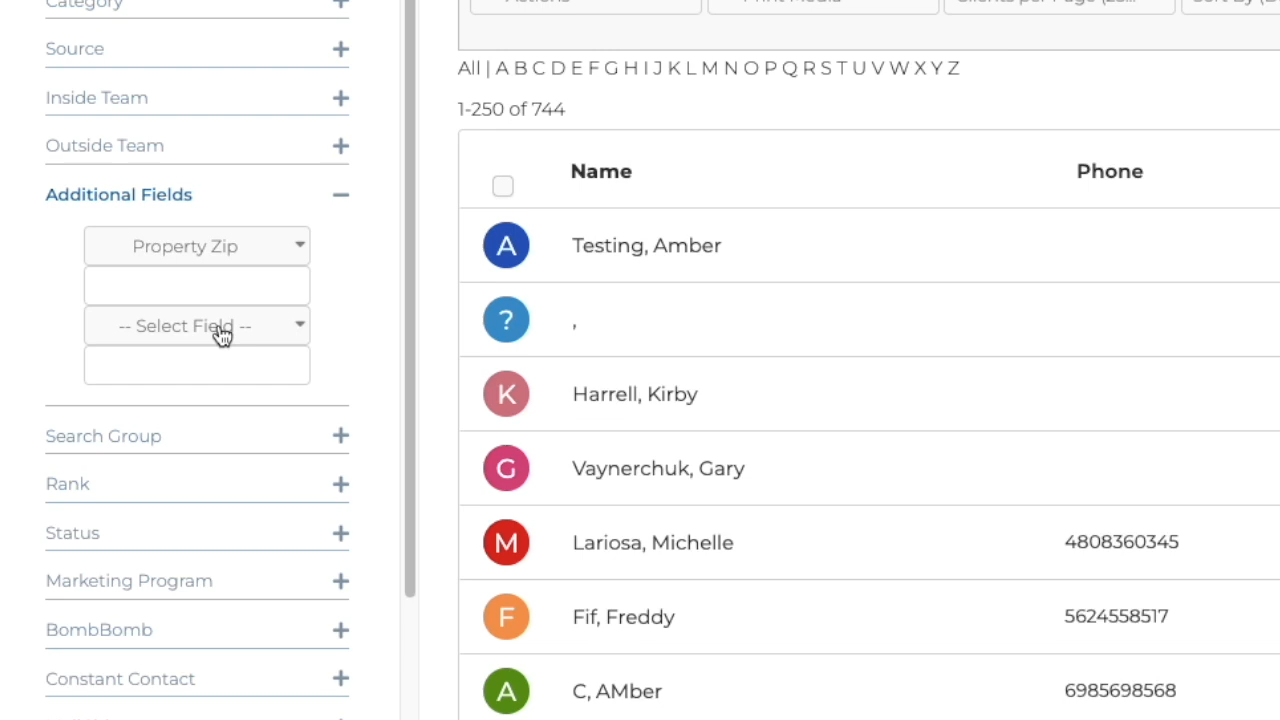 Category
Source
Inside Team
Outside Team
Additional Fields
Property Zip
-- Select Field --
Search Group
Rank
Status
Marketing Program
BombBomb
Constant Contact
All | A B C D E F G H I J K L M N O P Q R S T U V W X Y Z
1-250 of 744
Name Phone
A Testing, Amber
? ,
K Harrell, Kirby
G Vaynerchuk, Gary
M Lariosa, Michelle 4808360345
F Fif, Freddy 5624558517
A C, AMber 6985698568